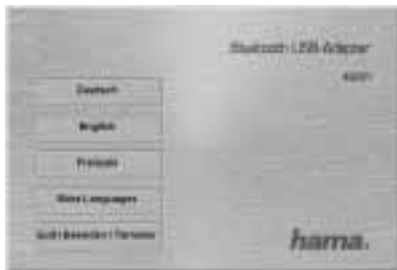 Bluetooth USB-Adapter
Deutsch
English
Français
More Languages
hama.